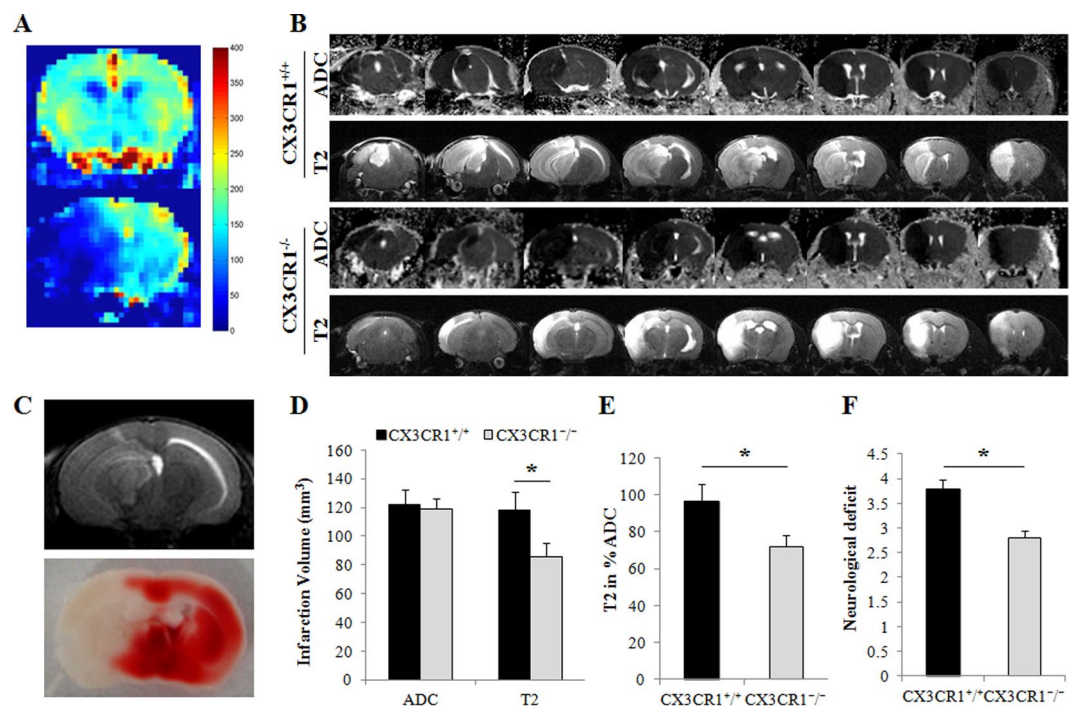 A
400
350
300
250
200
150
100
50
0
B
CX3CR1+/+
ADC
T2
CX3CR1-/-
ADC
T2
C
D
CX3CR1+/+ CX3CR1−/−
Infarction Volume (mm3)
160
140
120
100
80
60
40
20
0
*
ADC T2
E
T2 in % ADC
120
100
80
60
40
20
0
*
CX3CR1+/+ CX3CR1−/−
F
Neurological deficit
4.5
4
3.5
3
2.5
2
1.5
1
0.5
0
*
CX3CR1+/+ CX3CR1−/−